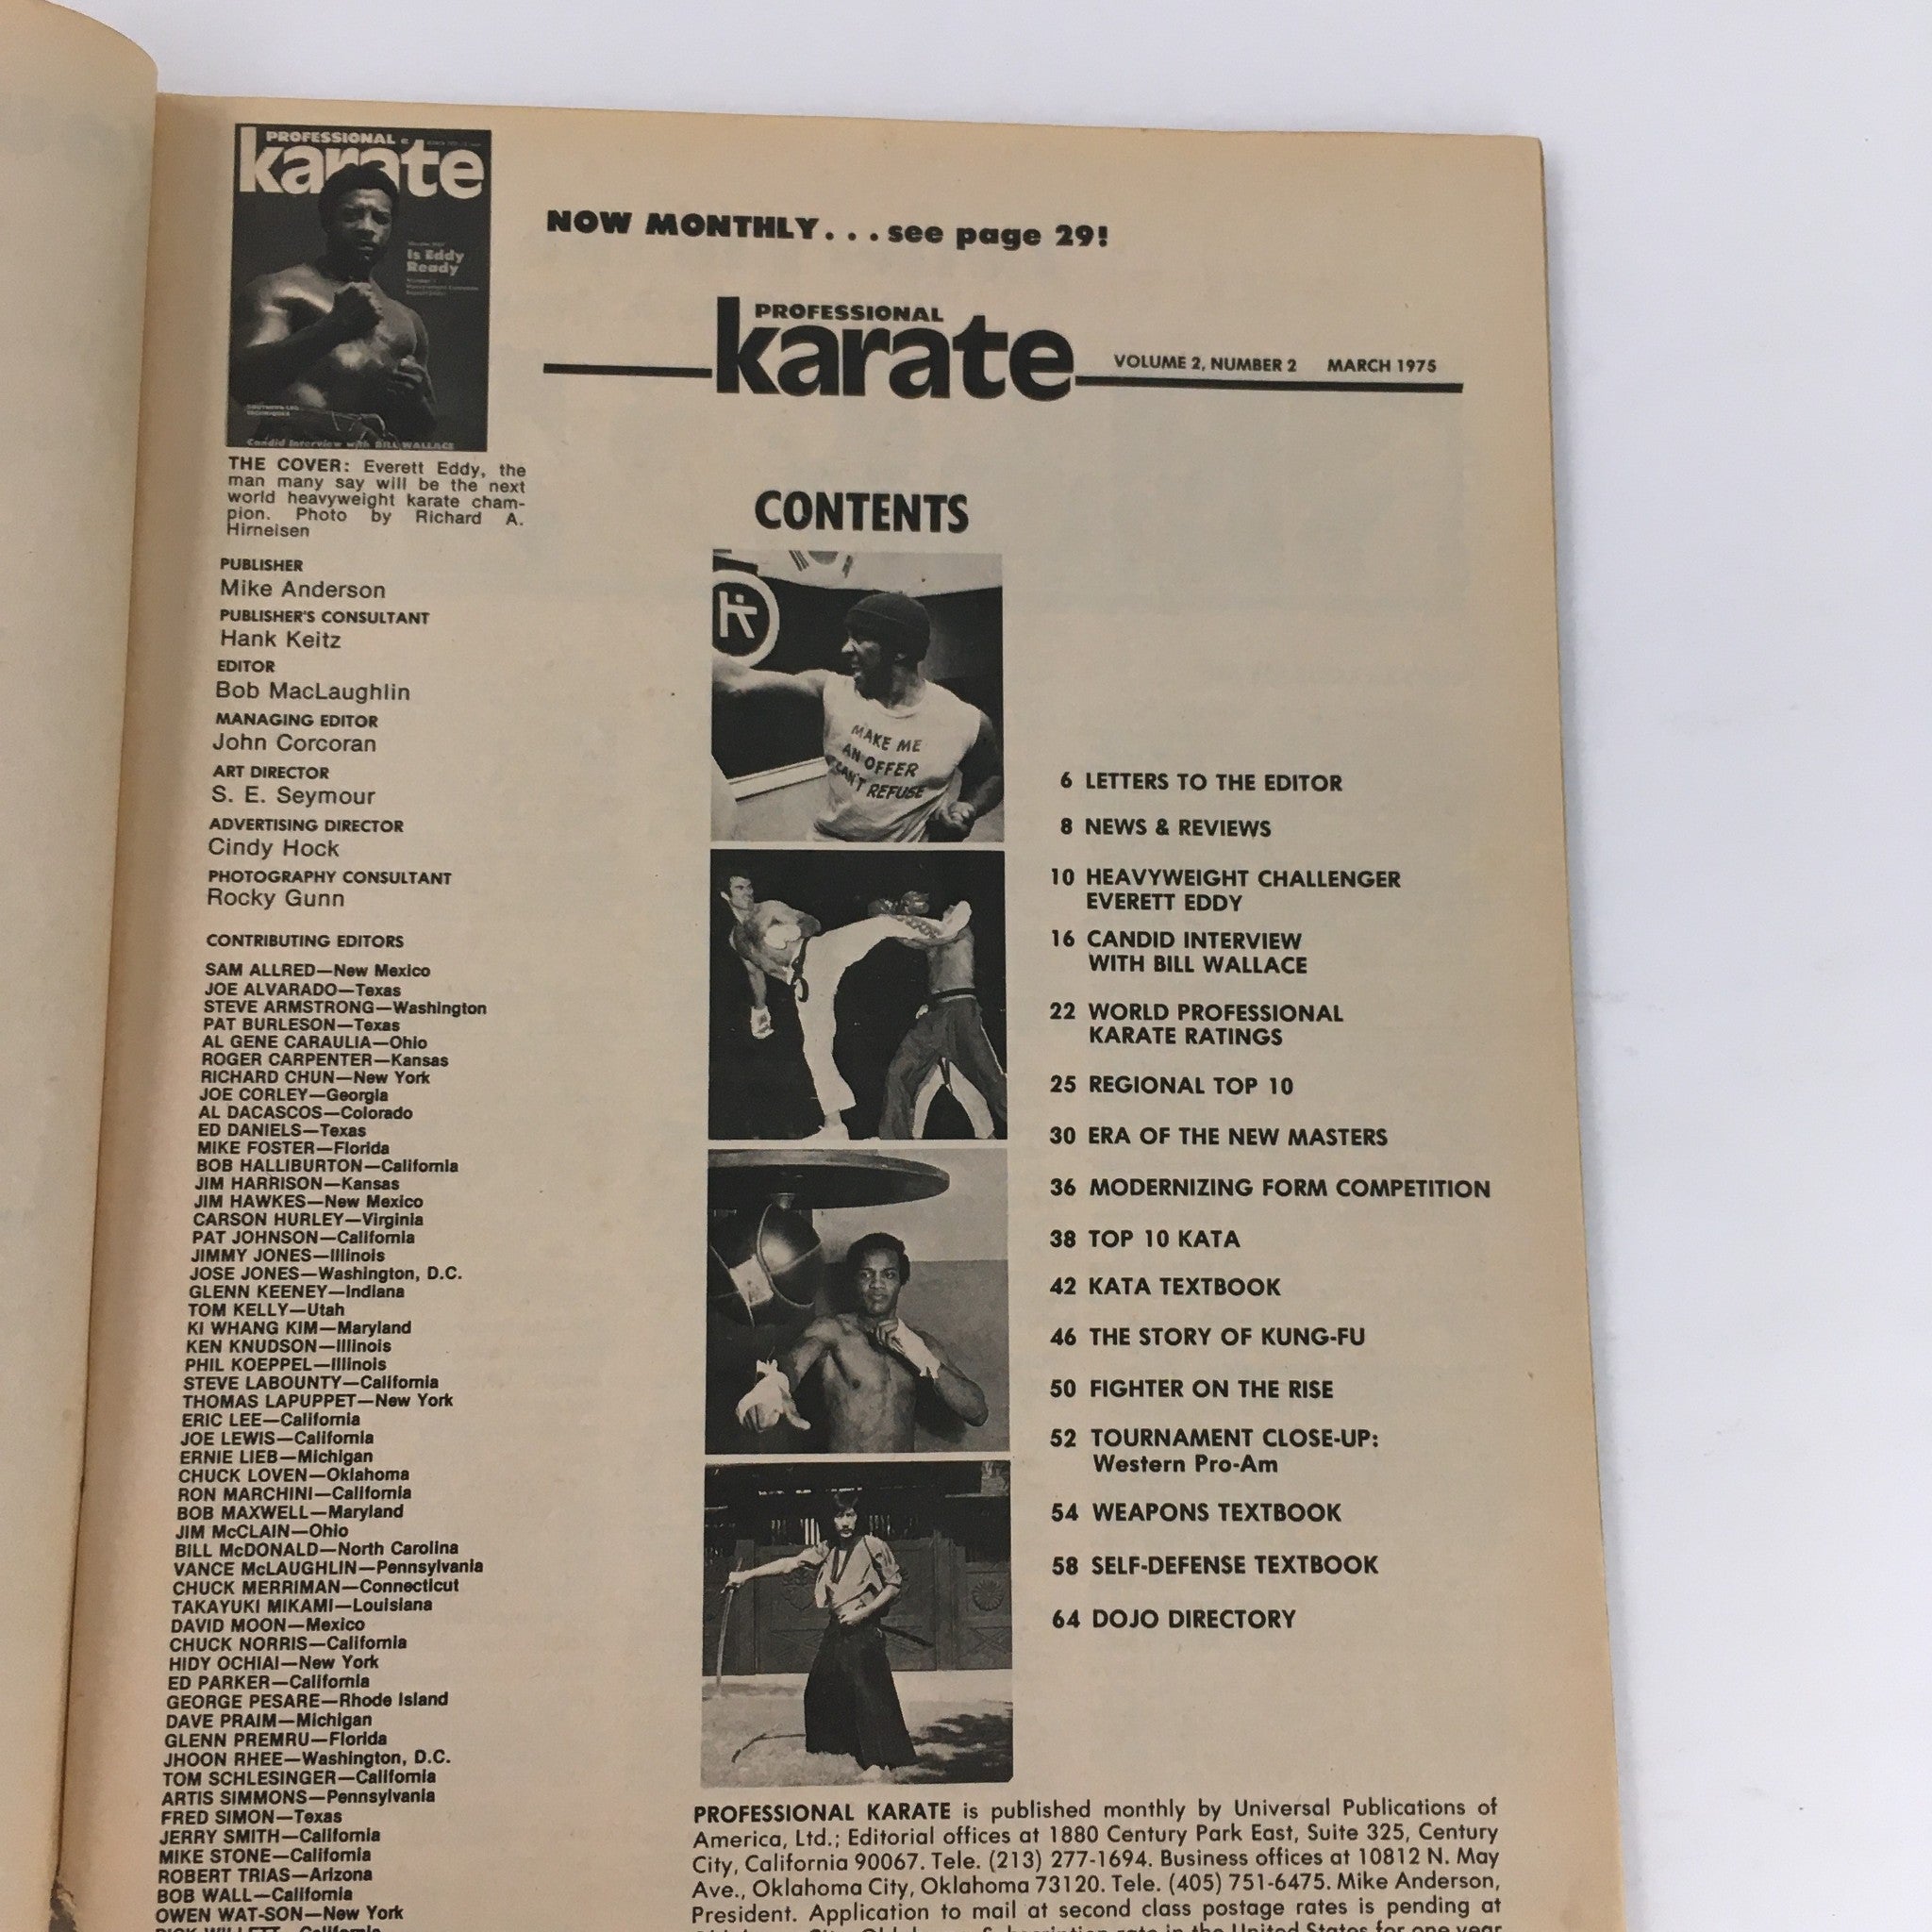 PROFESSIONAL
karate
Is Eddy
Ready
Candid Interview with BILL WALLACE
THE COVER: Everett Eddy, the
man many say will be the next
world heavyweight karate cham-
pion. Photo by Richard A.
Hirneisen
PUBLISHER
Mike Anderson
PUBLISHER'S CONSULTANT
Hank Keitz
EDITOR
Bob MacLaughlin
MANAGING EDITOR
John Corcoran
ART DIRECTOR
S. E. Seymour
ADVERTISING DIRECTOR
Cindy Hock
PHOTOGRAPHY CONSULTANT
Rocky Gunn
CONTRIBUTING EDITORS
SAM ALLRED—New Mexico
JOE ALVARADO—Texas
STEVE ARMSTRONG—Washington
PAT BURLESON—Texas
AL GENE CARAULIA—Ohio
ROGER CARPENTER—Kansas
RICHARD CHUN—New York
JOE CORLEY—Georgia
AL DACASCOS—Colorado
ED DANIELS—Texas
MIKE FOSTER—Florida
BOB HALLIBURTON—California
JIM HARRISON—Kansas
JIM HAWKES—New Mexico
CARSON HURLEY—Virginia
PAT JOHNSON—California
JIMMY JONES—Illinois
JOSE JONES—Washington, D.C.
GLENN KEENEY—Indiana
TOM KELLY—Utah
KI WHANG KIM—Maryland
KEN KNUDSON—Illinois
PHIL KOEPPEL—Illinois
STEVE LABOUNTY—California
THOMAS LAPUPPET—New York
ERIC LEE—California
JOE LEWIS—California
ERNIE LIEB—Michigan
CHUCK LOVEN—Oklahoma
RON MARCHINI—California
BOB MAXWELL—Maryland
JIM McCLAIN—Ohio
BILL McDONALD—North Carolina
VANCE McLAUGHLIN—Pennsylvania
CHUCK MERRIMAN—Connecticut
TAKAYUKI MIKAMI—Louisiana
DAVID MOON—Mexico
CHUCK NORRIS—California
HIDY OCHIAI—New York
ED PARKER—California
GEORGE PESARE—Rhode Island
DAVE PRAIM—Michigan
GLENN PREMRU—Florida
JHOON RHEE—Washington, D.C.
TOM SCHLESINGER—California
ARTIS SIMMONS—Pennsylvania
FRED SIMON—Texas
JERRY SMITH—California
MIKE STONE—California
ROBERT TRIAS—Arizona
BOB WALL—California
OWEN WAT-SON—New York
NOW MONTHLY... see page 29!
PROFESSIONAL
karate
VOLUME 2, NUMBER 2 MARCH 1975
CONTENTS
MAKE ME
AN OFFER
CAN'T REFUSE
6 LETTERS TO THE EDITOR
8 NEWS & REVIEWS
10 HEAVYWEIGHT CHALLENGER
EVERETT EDDY
16 CANDID INTERVIEW
WITH BILL WALLACE
22 WORLD PROFESSIONAL
KARATE RATINGS
25 REGIONAL TOP 10
30 ERA OF THE NEW MASTERS
36 MODERNIZING FORM COMPETITION
38 TOP 10 KATA
42 KATA TEXTBOOK
46 THE STORY OF KUNG-FU
50 FIGHTER ON THE RISE
52 TOURNAMENT CLOSE-UP:
Western Pro-Am
54 WEAPONS TEXTBOOK
58 SELF-DEFENSE TEXTBOOK
64 DOJO DIRECTORY
PROFESSIONAL KARATE is published monthly by Universal Publications of
America, Ltd.; Editorial offices at 1880 Century Park East, Suite 325, Century
City, California 90067. Tele. (213) 277-1694. Business offices at 10812 N. May
Ave., Oklahoma City, Oklahoma 73120. Tele. (405) 751-6475. Mike Anderson,
President. Application to mail at second class postage rates is pending at